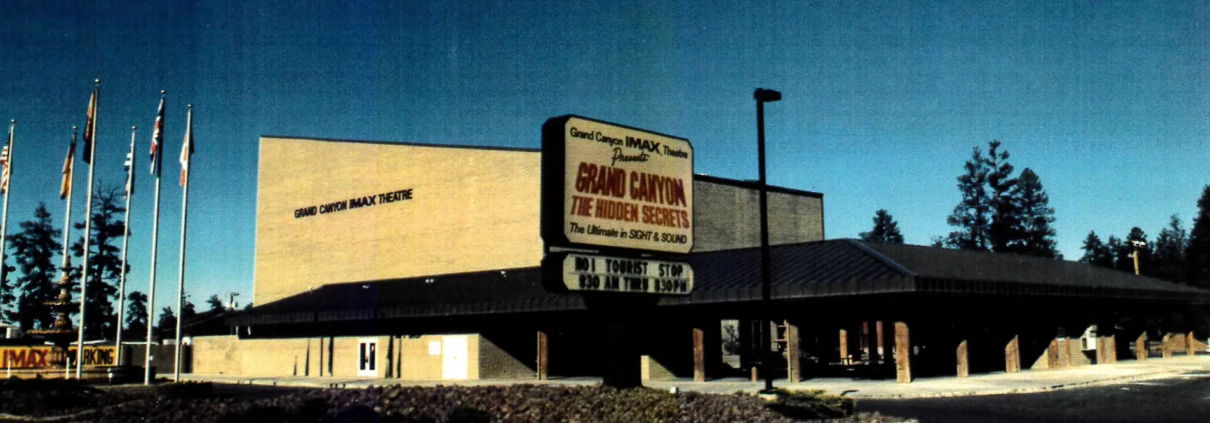 GRAND CANYON IMAX THEATRE
Grand Canyon IMAX Theatre
Presents
GRAND CANYON
THE HIDDEN SECRETS
The Ultimate in SIGHT & SOUND
NO1 TOURIST STOP
830 AM THRU 830PM
IMAX PARKING